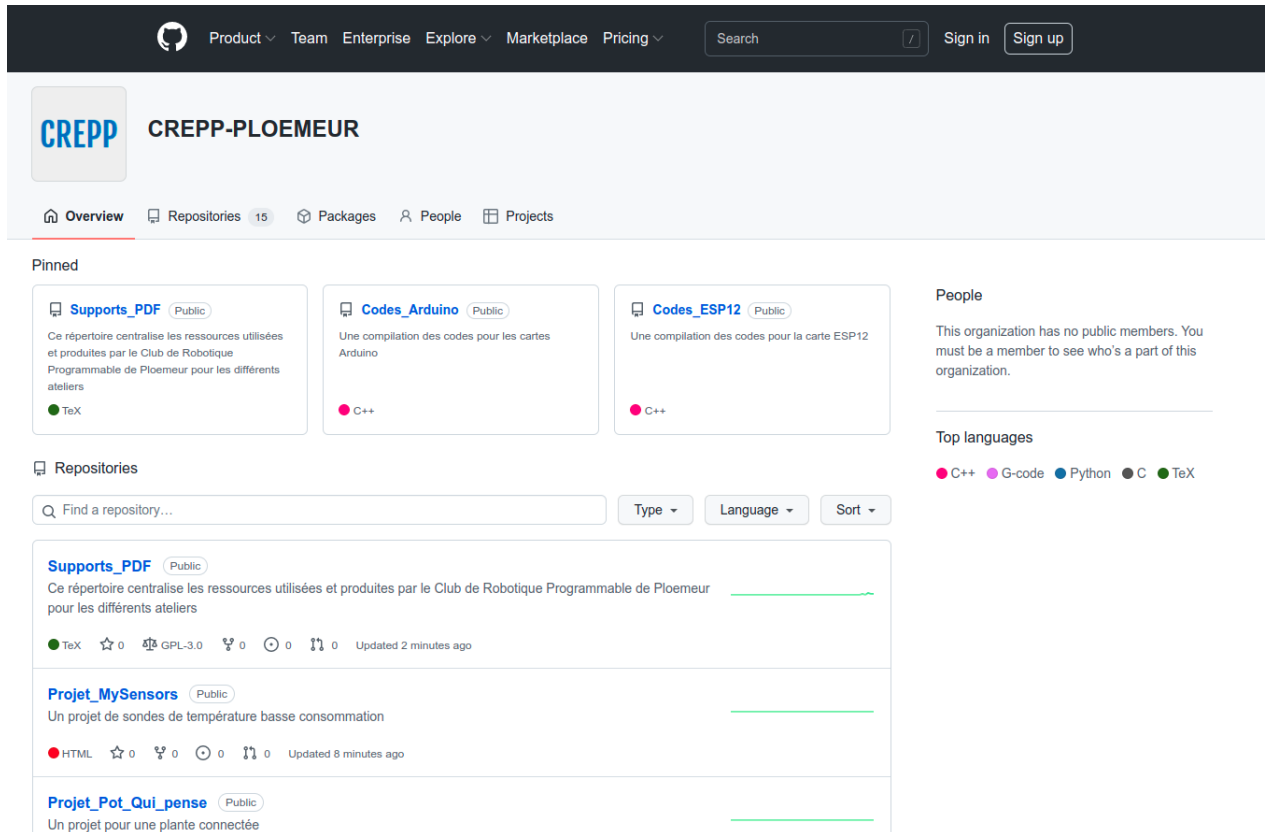 Product Team Enterprise Explore Marketplace Pricing Search / Sign in Sign up
CREPP
CREPP-PLOEMEUR
Overview Repositories 15 Packages People Projects
Pinned
Supports_PDF Public
Ce répertoire centralise les ressources utilisées
et produites par le Club de Robotique
Programmable de Ploemeur pour les différents
ateliers
TeX
Codes_Arduino Public
Une compilation des codes pour les cartes
Arduino
C++
Codes_ESP12 Public
Une compilation des codes pour la carte ESP12
C++
People
This organization has no public members. You
must be a member to see who's a part of this
organization.
Top languages
C++ G-code Python C TeX
Repositories
Find a repository… Type Language Sort
Supports_PDF Public
Ce répertoire centralise les ressources utilisées et produites par le Club de Robotique Programmable de Ploemeur
pour les différents ateliers
TeX 0 GPL-3.0 0 0 0 Updated 2 minutes ago
Projet_MySensors Public
Un projet de sondes de température basse consommation
HTML 0 0 0 0 Updated 8 minutes ago
Projet_Pot_Qui_pense Public
Un projet pour une plante connectée